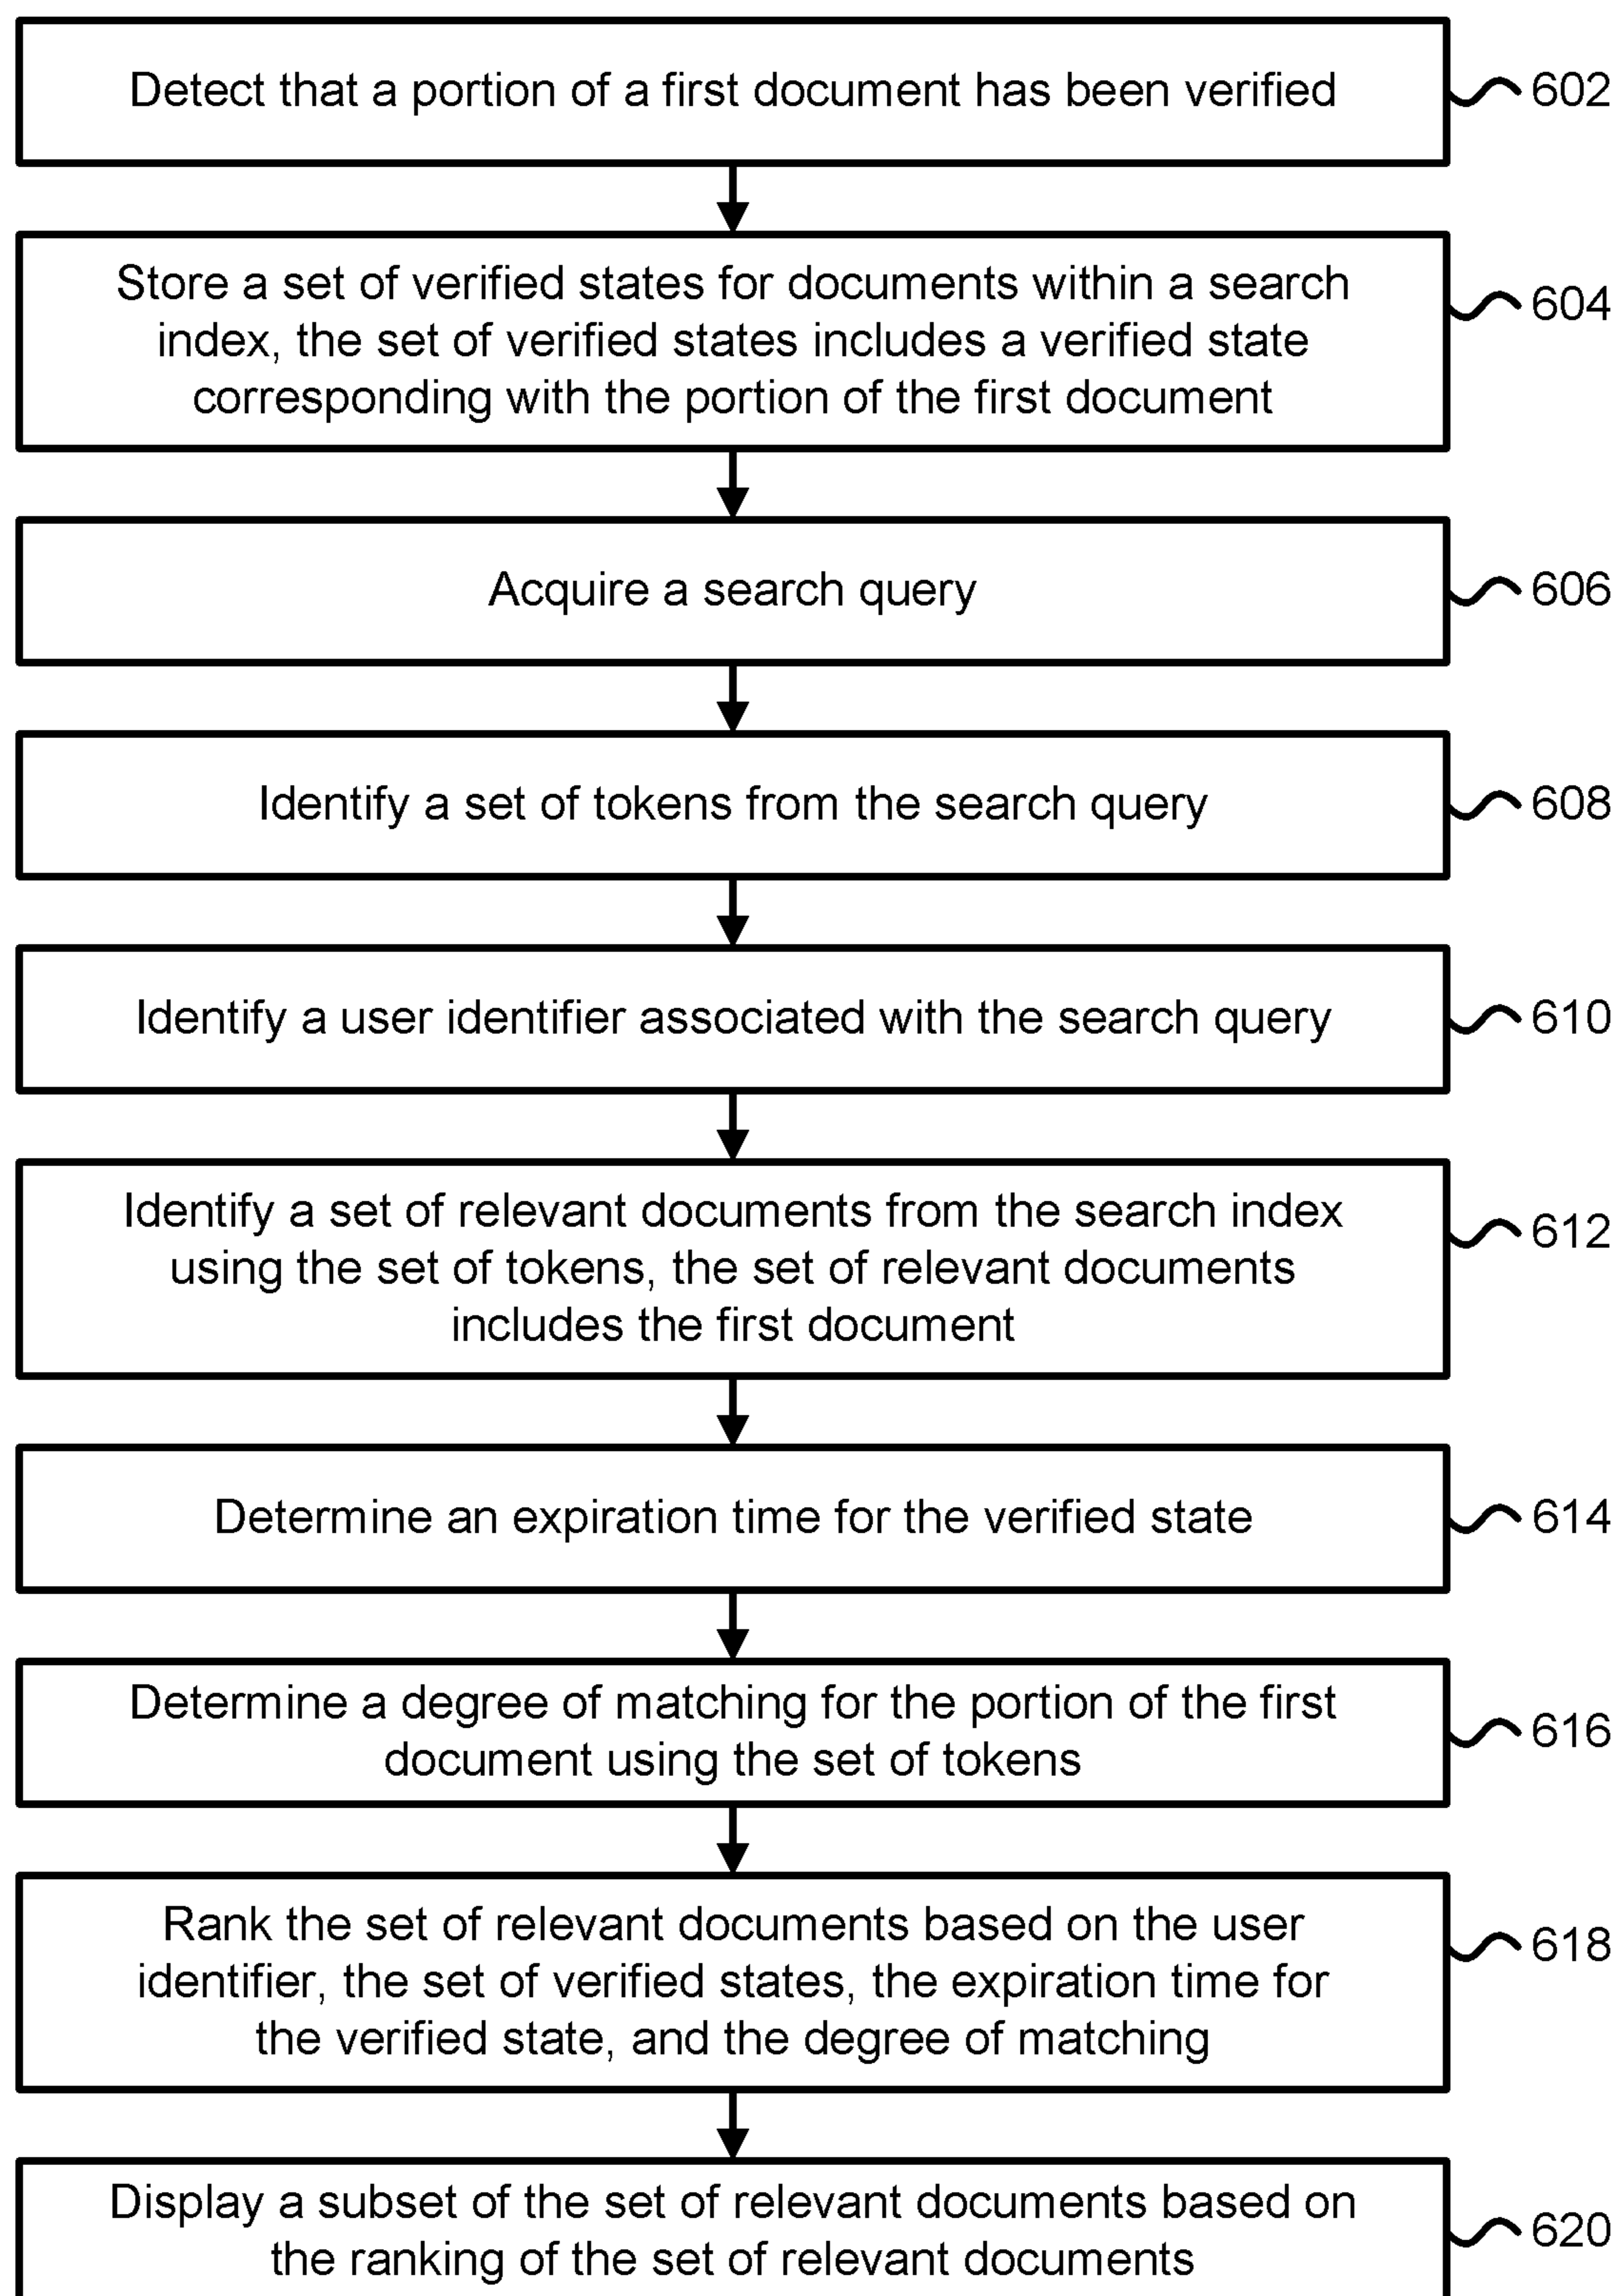 Detect that a portion of a first document has been verified
602
Store a set of verified states for documents within a search
index, the set of verified states includes a verified state
corresponding with the portion of the first document
604
Acquire a search query
606
Identify a set of tokens from the search query
608
Identify a user identifier associated with the search query
610
Identify a set of relevant documents from the search index
using the set of tokens, the set of relevant documents
includes the first document
612
Determine an expiration time for the verified state
614
Determine a degree of matching for the portion of the first
document using the set of tokens
616
Rank the set of relevant documents based on the user
identifier, the set of verified states, the expiration time for
the verified state, and the degree of matching
618
Display a subset of the set of relevant documents based on
the ranking of the set of relevant documents
620